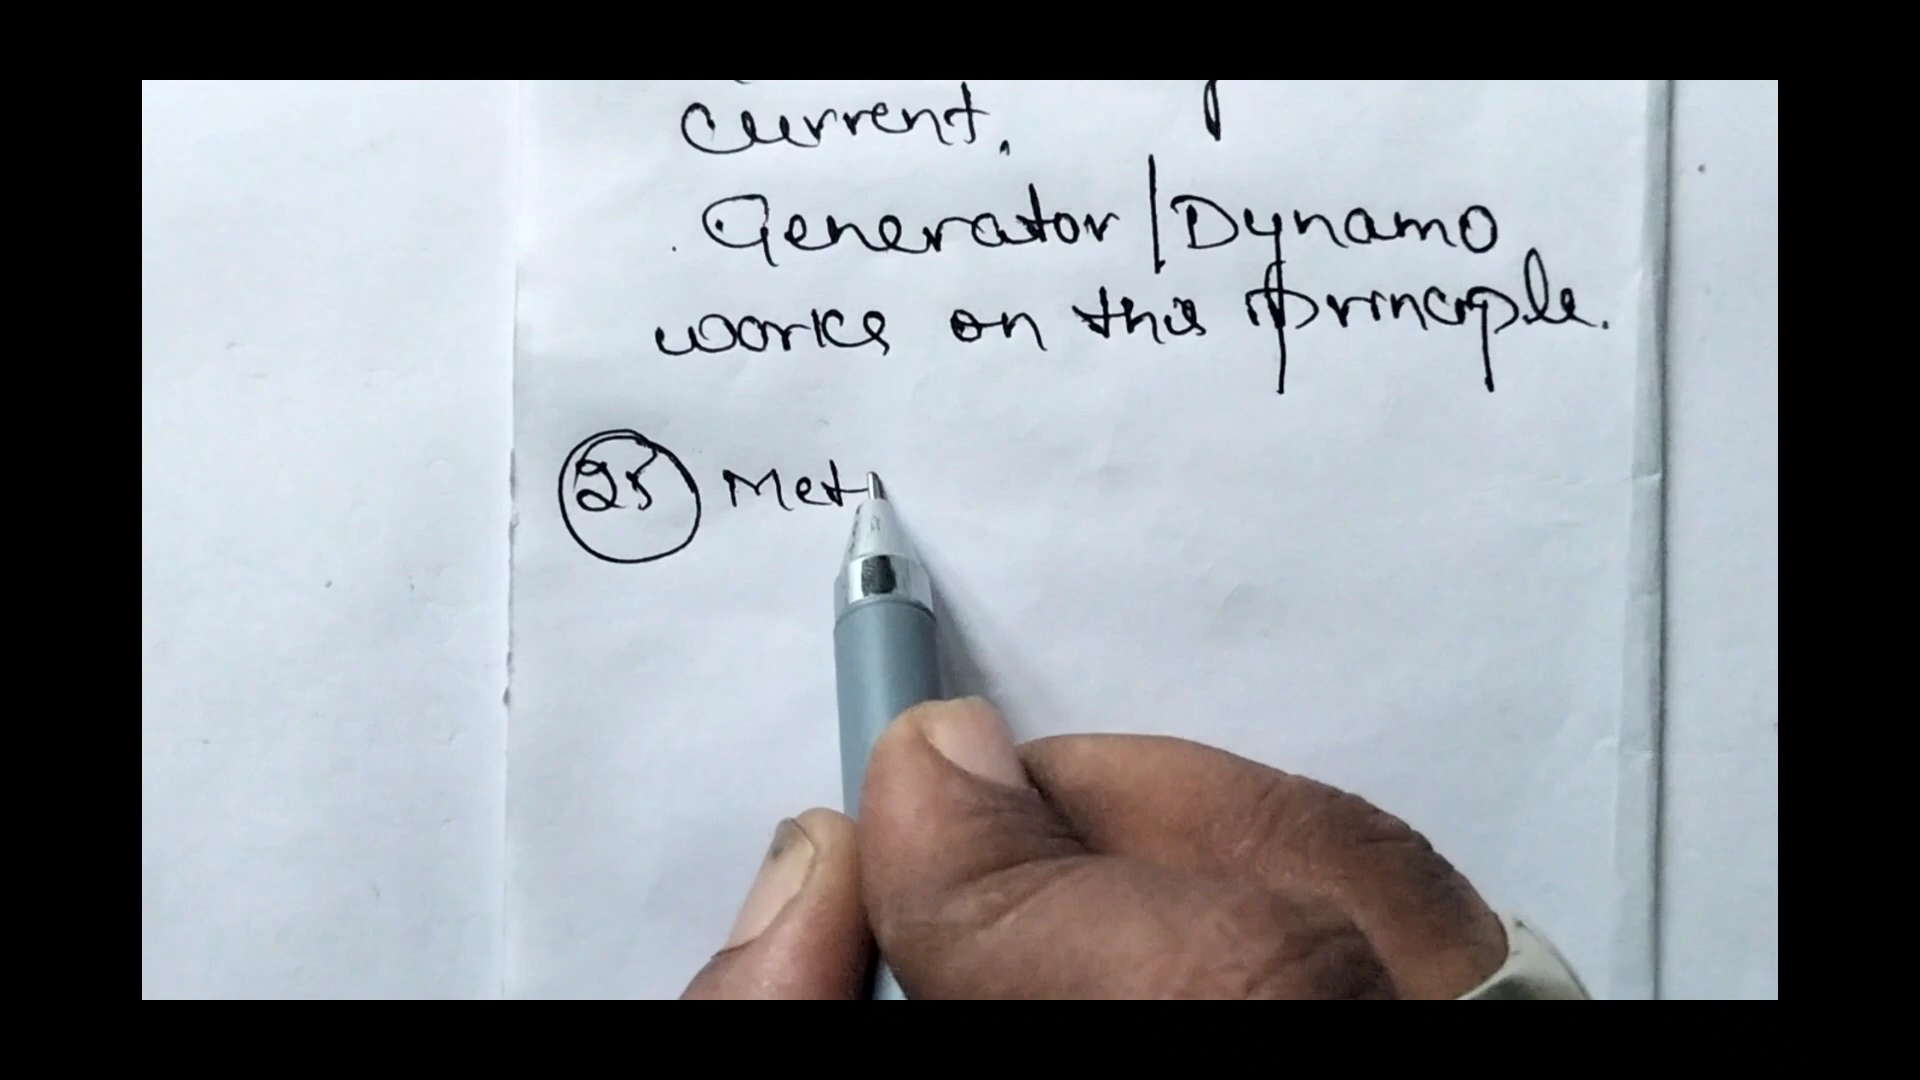 current.
Generator/Dynamo
works on this principle.
25 Met